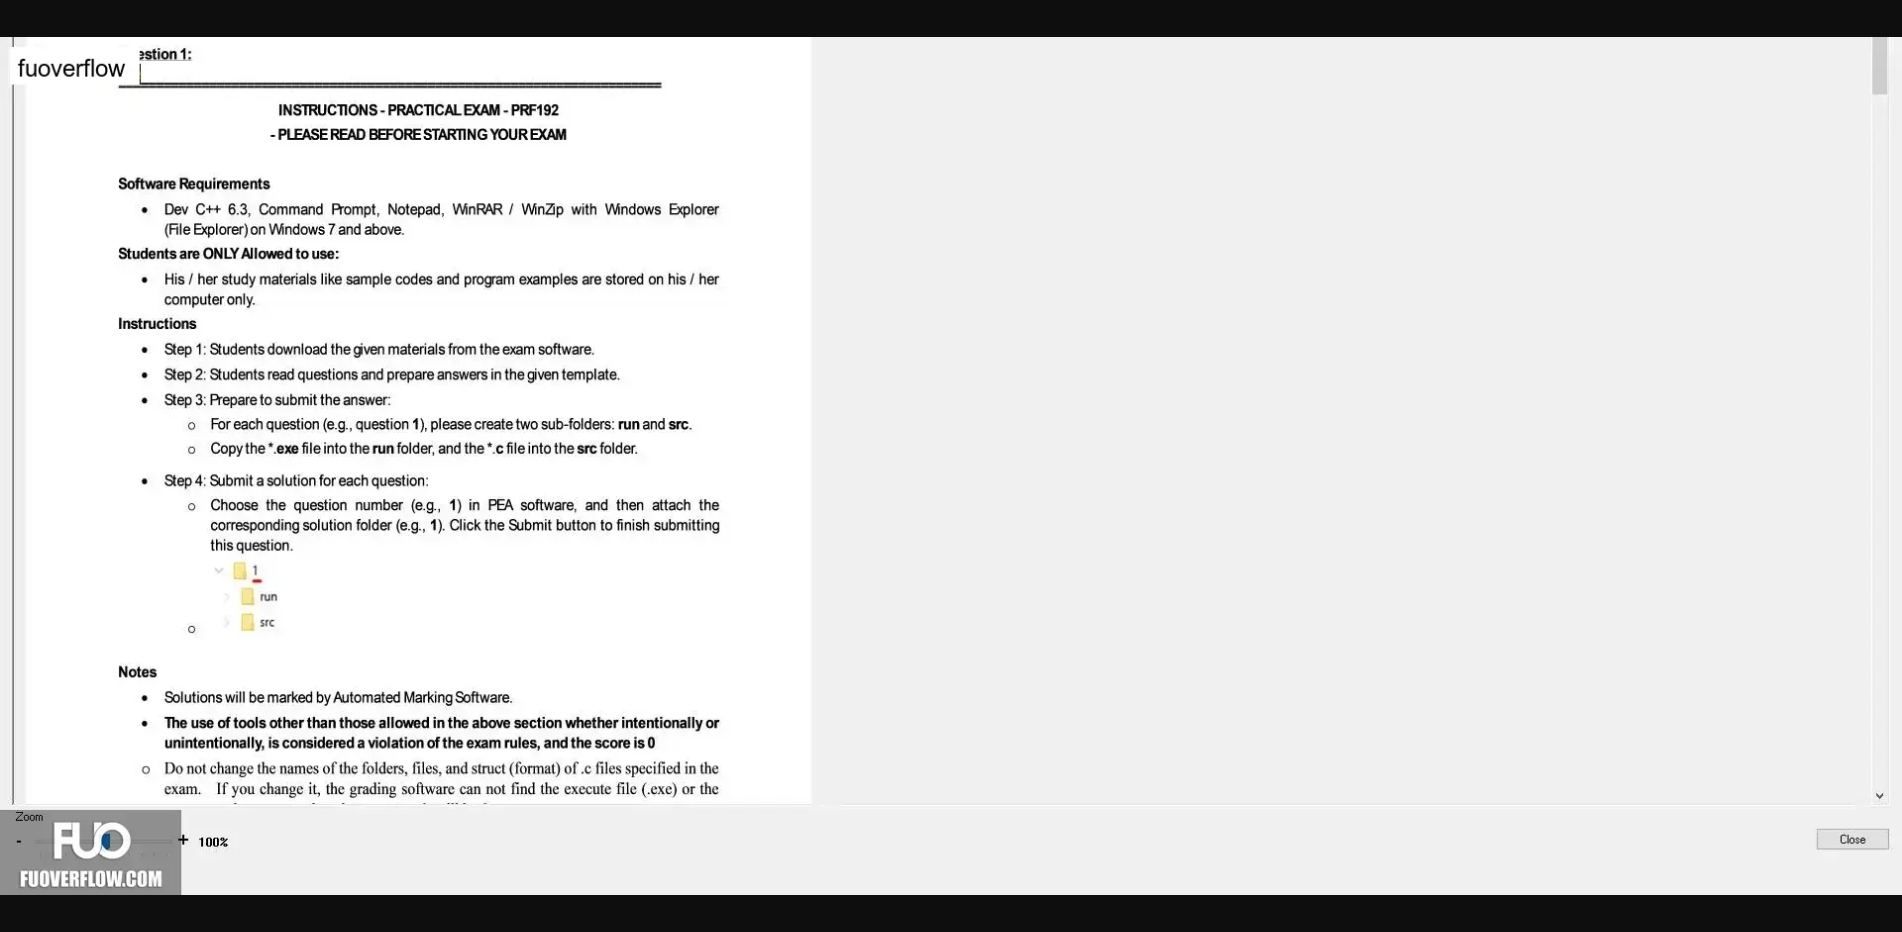 estion 1:
fuoverflow
INSTRUCTIONS - PRACTICAL EXAM - PRF192
- PLEASE READ BEFORE STARTING YOUR EXAM
Software Requirements
• Dev C++ 6.3, Command Prompt, Notepad, WinRAR / WinZip with Windows Explorer
(File Explorer) on Windows 7 and above.
Students are ONLY Allowed to use:
• His / her study materials like sample codes and program examples are stored on his / her
computer only.
Instructions
• Step 1: Students download the given materials from the exam software.
• Step 2: Students read questions and prepare answers in the given template.
• Step 3: Prepare to submit the answer:
o For each question (e.g., question 1), please create two sub-folders: run and src.
o Copy the *.exe file into the run folder, and the *.c file into the src folder.
• Step 4: Submit a solution for each question:
o Choose the question number (e.g., 1) in PEA software, and then attach the
corresponding solution folder (e.g., 1). Click the Submit button to finish submitting
this question.
1
run
src
o
Notes
• Solutions will be marked by Automated Marking Software.
• The use of tools other than those allowed in the above section whether intentionally or
unintentionally, is considered a violation of the exam rules, and the score is 0
o Do not change the names of the folders, files, and struct (format) of .c files specified in the
exam. If you change it, the grading software can not find the execute file (.exe) or the
Zoom
- + 100%
Close
FUO
FUOVERFLOW.COM